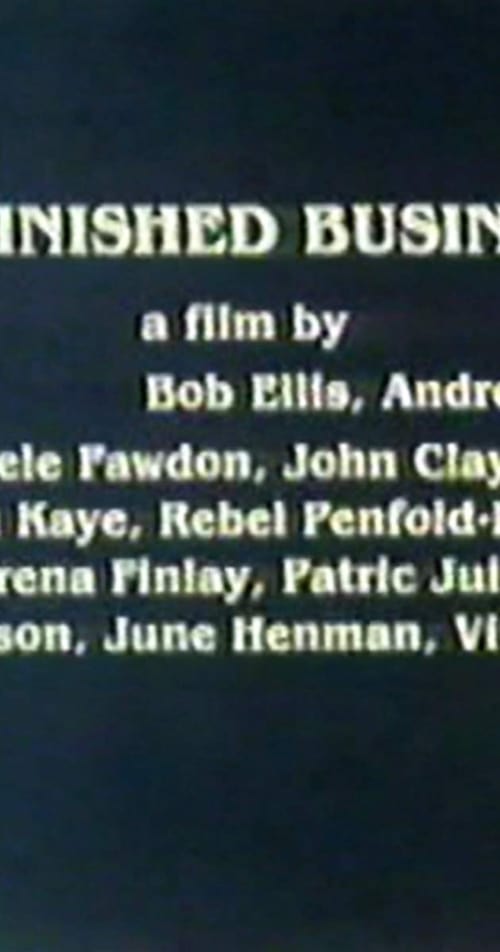 INISHED BUSIN
a film by
Bob Ellis, Andre
ele Fawdon, John Clay
Kaye, Rebel Penfold-
rena Finlay, Patric Jul
son, June Henman, Vi